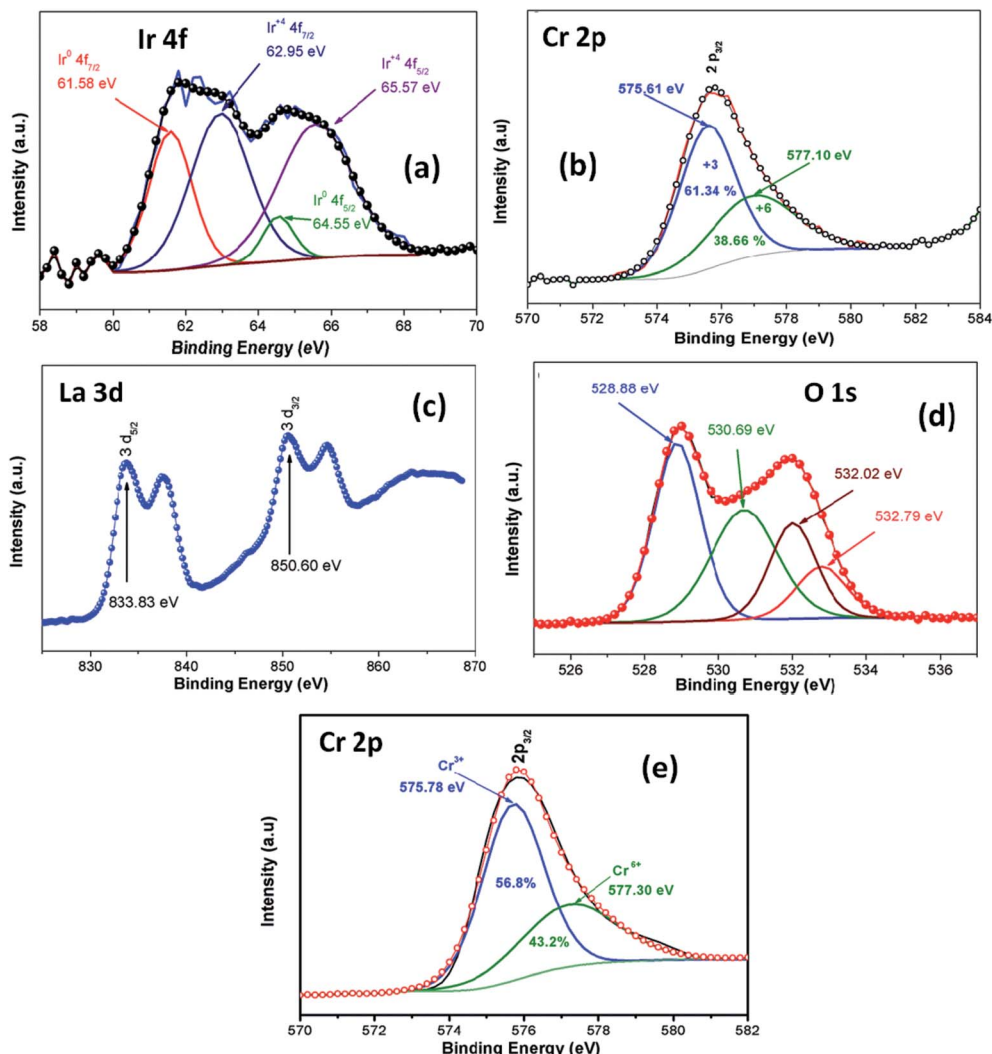 Ir 4f
Ir⁰ 4f₇/₂
61.58 eV
Ir⁺⁴ 4f₇/₂
62.95 eV
Ir⁺⁴ 4f₅/₂
65.57 eV
Ir⁰ 4f₅/₂
64.55 eV
(a)
Intensity (a.u.)
58 60 62 64 66 68 70
Binding Energy (eV)
Cr 2p
2 p₃/₂
575.61 eV
577.10 eV
+3
61.34 %
+6
38.66 %
(b)
Intensity (a.u.)
570 572 574 576 578 580 582 584
Binding Energy (eV)
La 3d
3 d₅/₂
3 d₃/₂
(c)
833.83 eV
850.60 eV
Intensity (a.u.)
830 840 850 860 870
Binding Energy (eV)
O 1s
528.88 eV
530.69 eV
532.02 eV
532.79 eV
(d)
Intensity (a.u.)
526 528 530 532 534 536
Binding Energy (eV)
Cr 2p
2p₃/₂
Cr³⁺
575.78 eV
Cr⁶⁺
577.30 eV
56.8%
43.2%
(e)
Intensity (a.u)
570 572 574 576 578 580 582
Binding Energy (eV)